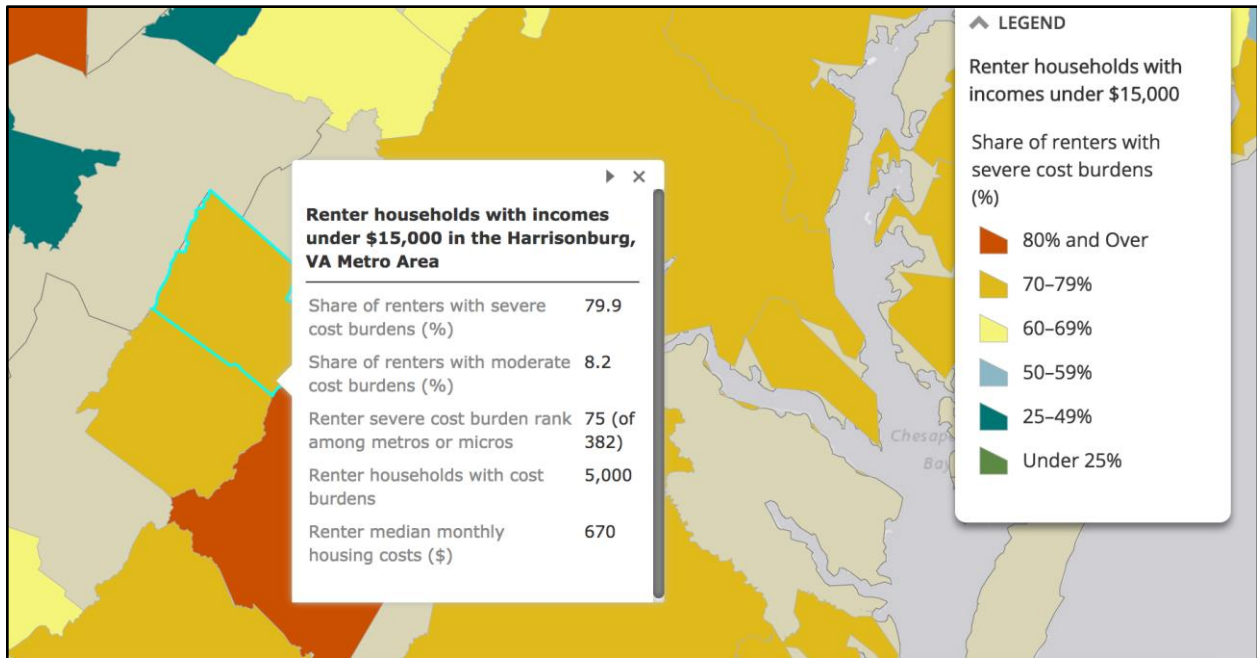 Renter households with incomes
under $15,000 in the Harrisonburg,
VA Metro Area
Share of renters with severe 79.9
cost burdens (%)
Share of renters with moderate 8.2
cost burdens (%)
Renter severe cost burden rank 75 (of
among metros or micros 382)
Renter households with cost 5,000
burdens
Renter median monthly 670
housing costs ($)
Bay
LEGEND
Renter households with
incomes under $15,000
Share of renters with
severe cost burdens
(%)
80% and Over
70–79%
60–69%
50–59%
25–49%
Under 25%